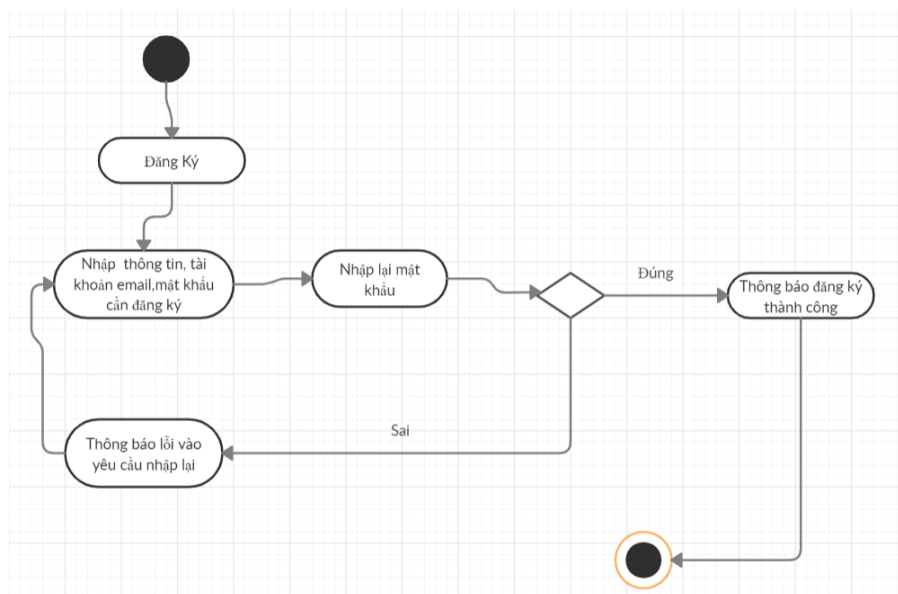 Đăng Ký
Nhập thông tin, tài
khoản email,mật khẩu
cần đăng ký
Nhập lại mật
khẩu
Đúng
Thông báo đăng ký
thành công
Sai
Thông báo lỗi vào
yêu cầu nhập lại